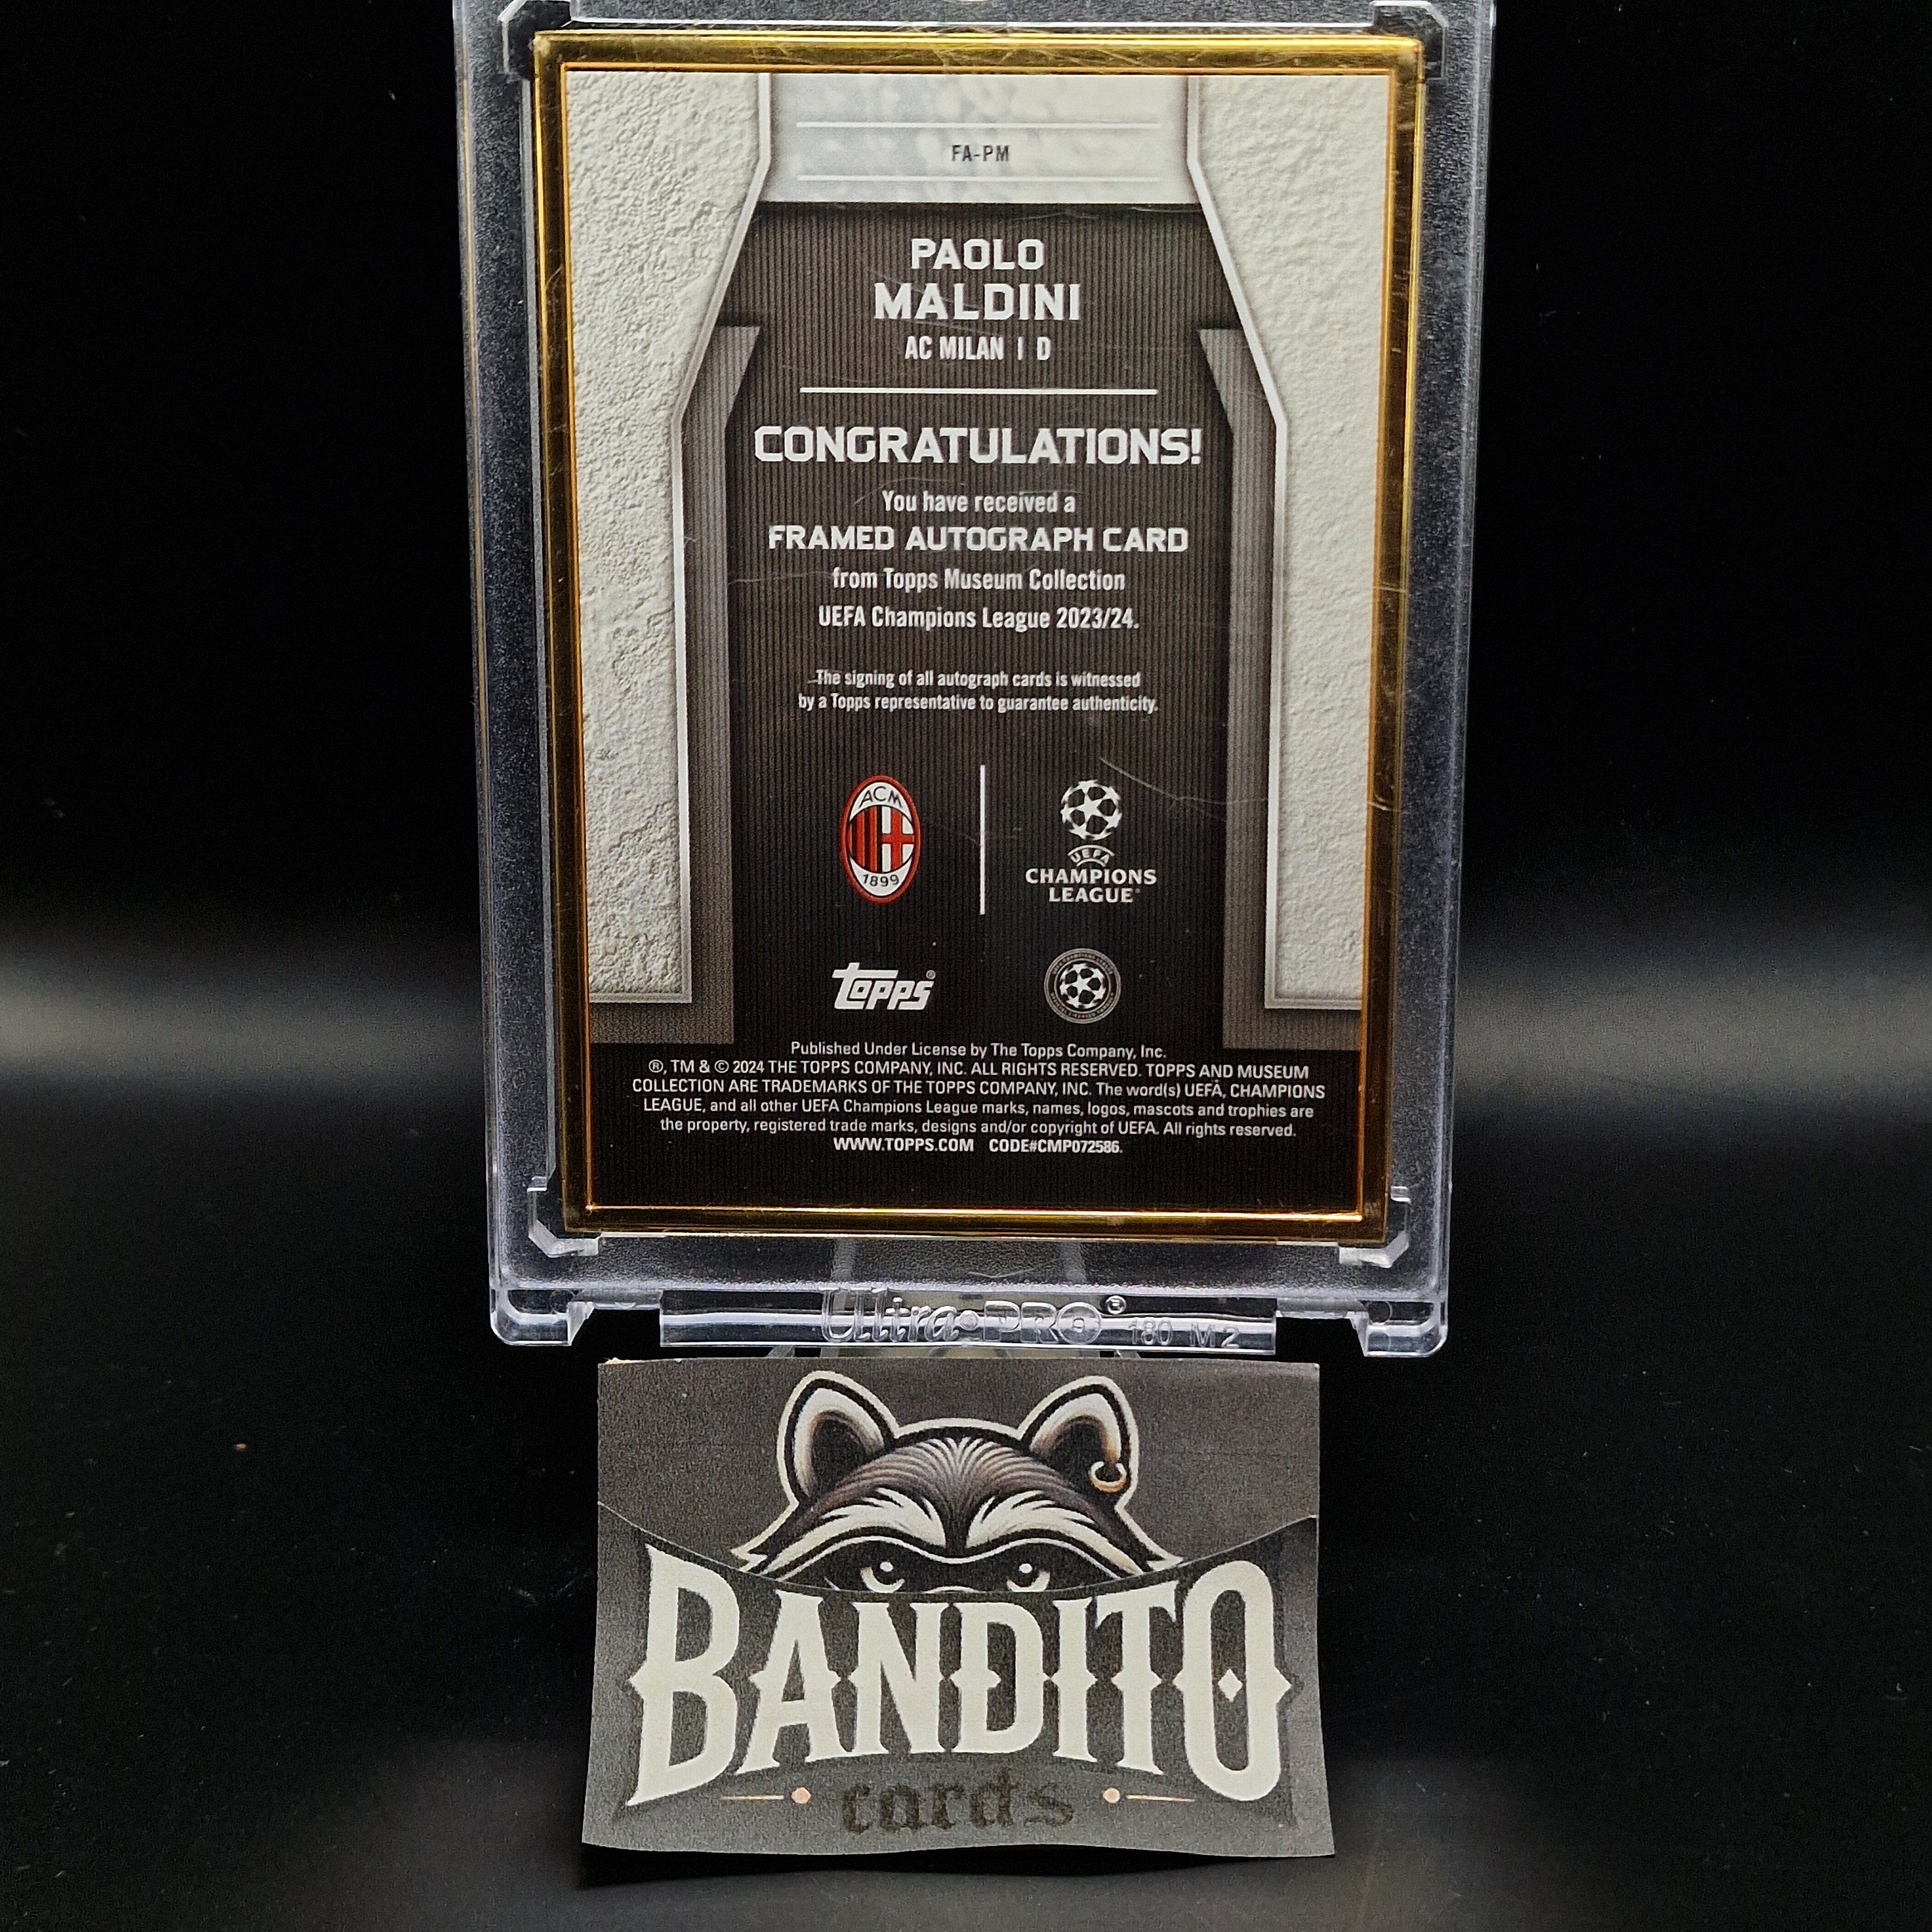 FA-PM
PAOLO
MALDINI
AC MILAN | D
CONGRATULATIONS!
You have received a
FRAMED AUTOGRAPH CARD
from Topps Museum Collection
UEFA Champions League 2023/24.
The signing of all autograph cards is witnessed
by a Topps representative to guarantee authenticity.
ACM
1899
UEFA
CHAMPIONS
LEAGUE®
Topps®
Published Under License by The Topps Company, Inc.
®, TM & © 2024 THE TOPPS COMPANY, INC. ALL RIGHTS RESERVED. TOPPS AND MUSEUM
COLLECTION ARE TRADEMARKS OF THE TOPPS COMPANY, INC. The word(s) UEFA, CHAMPIONS
LEAGUE, and all other UEFA Champions League marks, names, logos, mascots and trophies are
the property, registered trade marks, designs and/or copyright of UEFA. All rights reserved.
WWW.TOPPS.COM CODE#CMP072586.
Ultra•PRO® 180 M2
BANDITO
cards